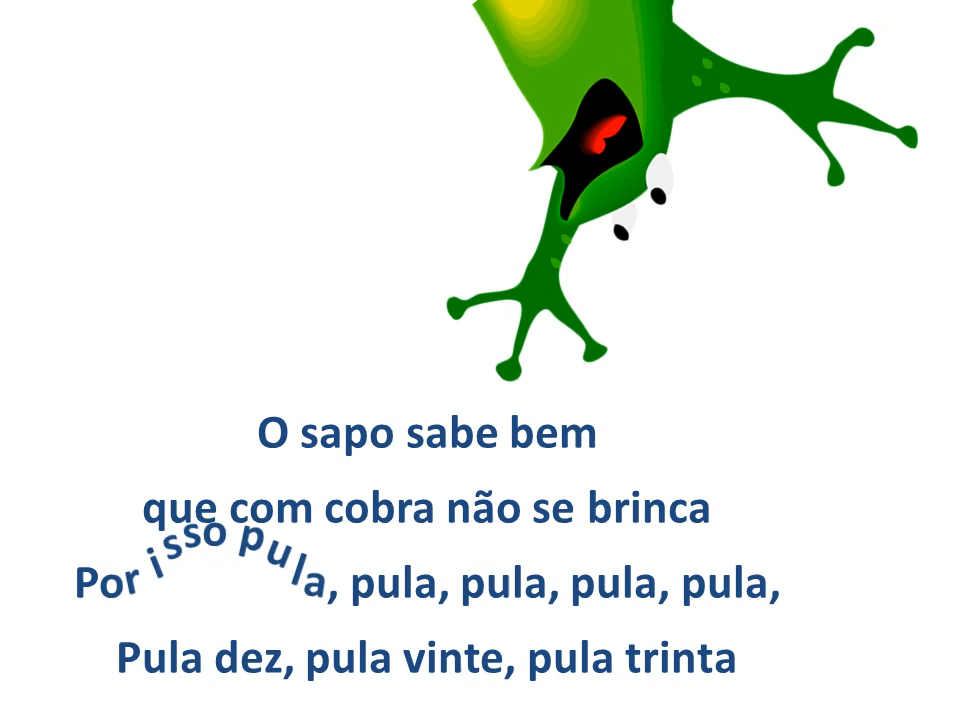 O sapo sabe bem
que com cobra não se brinca
Por isso pula, pula, pula, pula, pula,
Pula dez, pula vinte, pula trinta